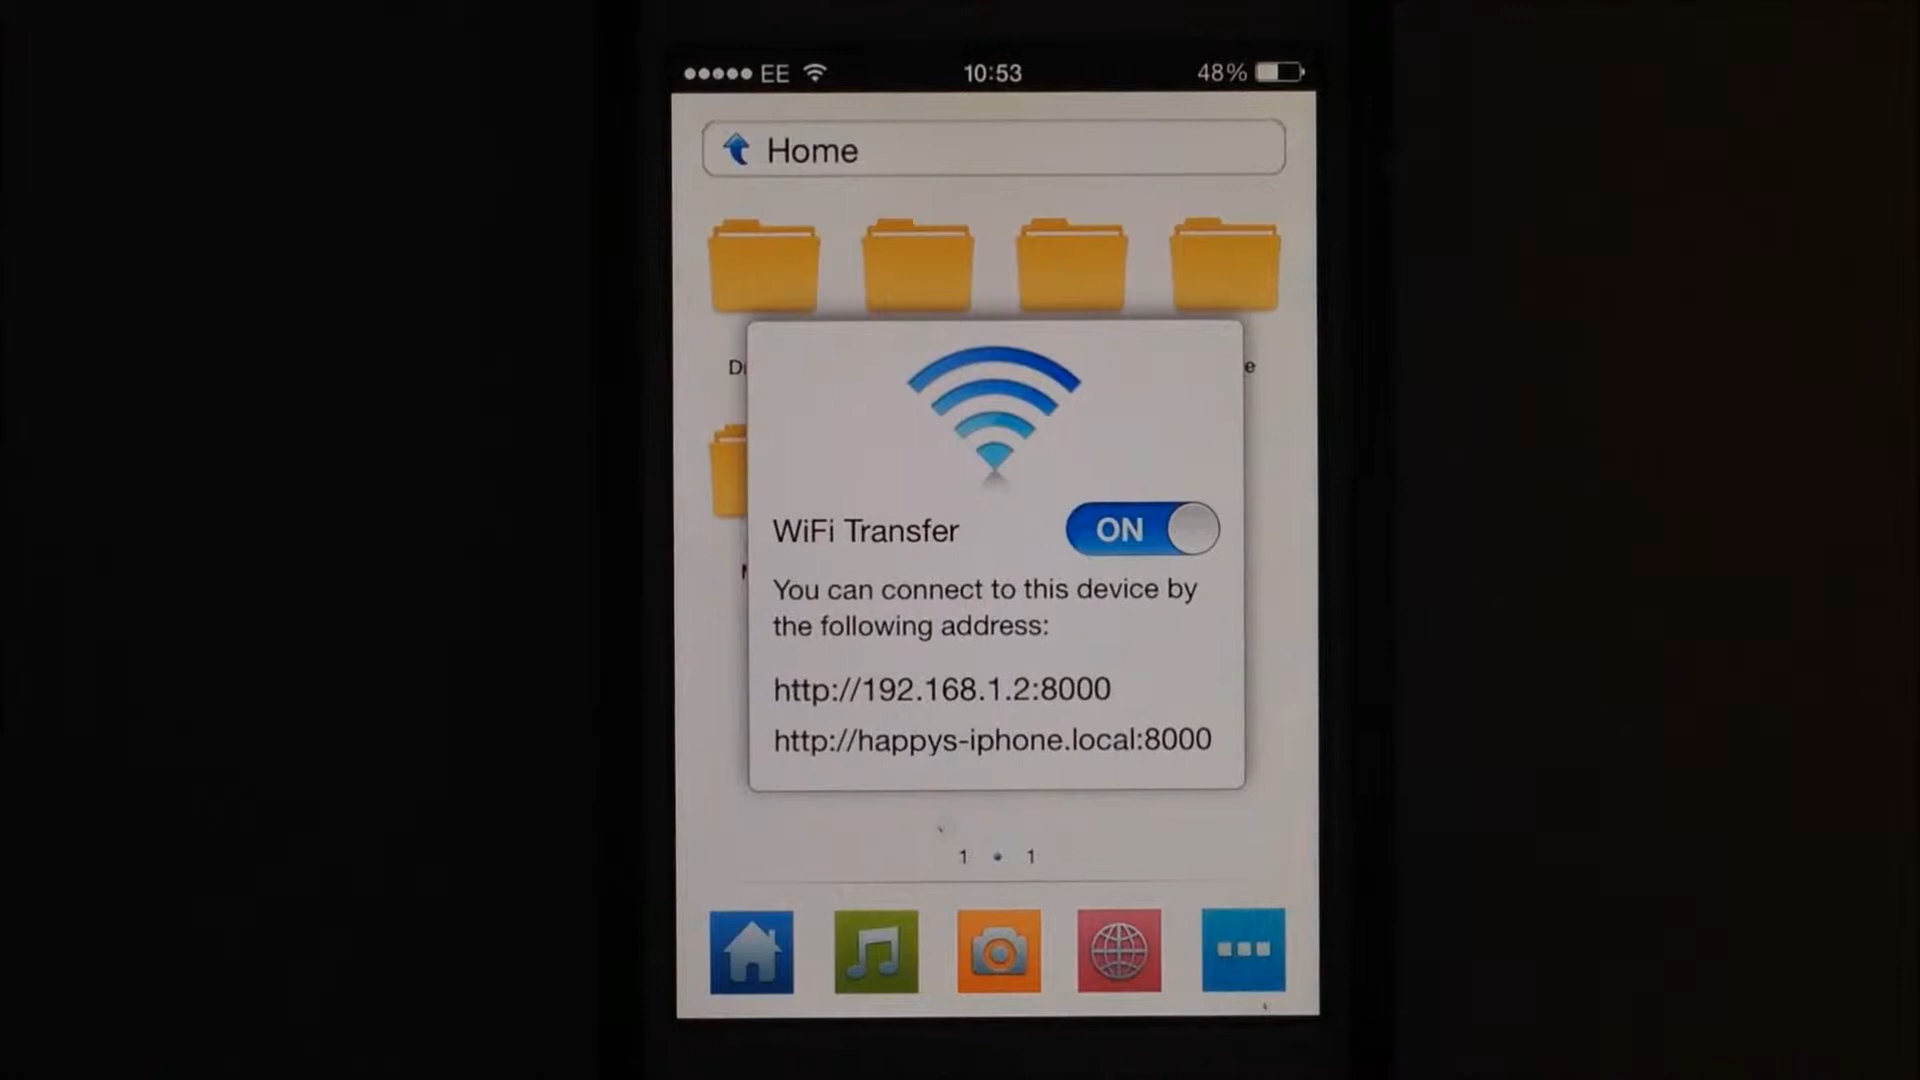 EE 10:53 48%
Home
WiFi Transfer ON
You can connect to this device by
the following address:
http://192.168.1.2:8000
http://happys-iphone.local:8000
1 1